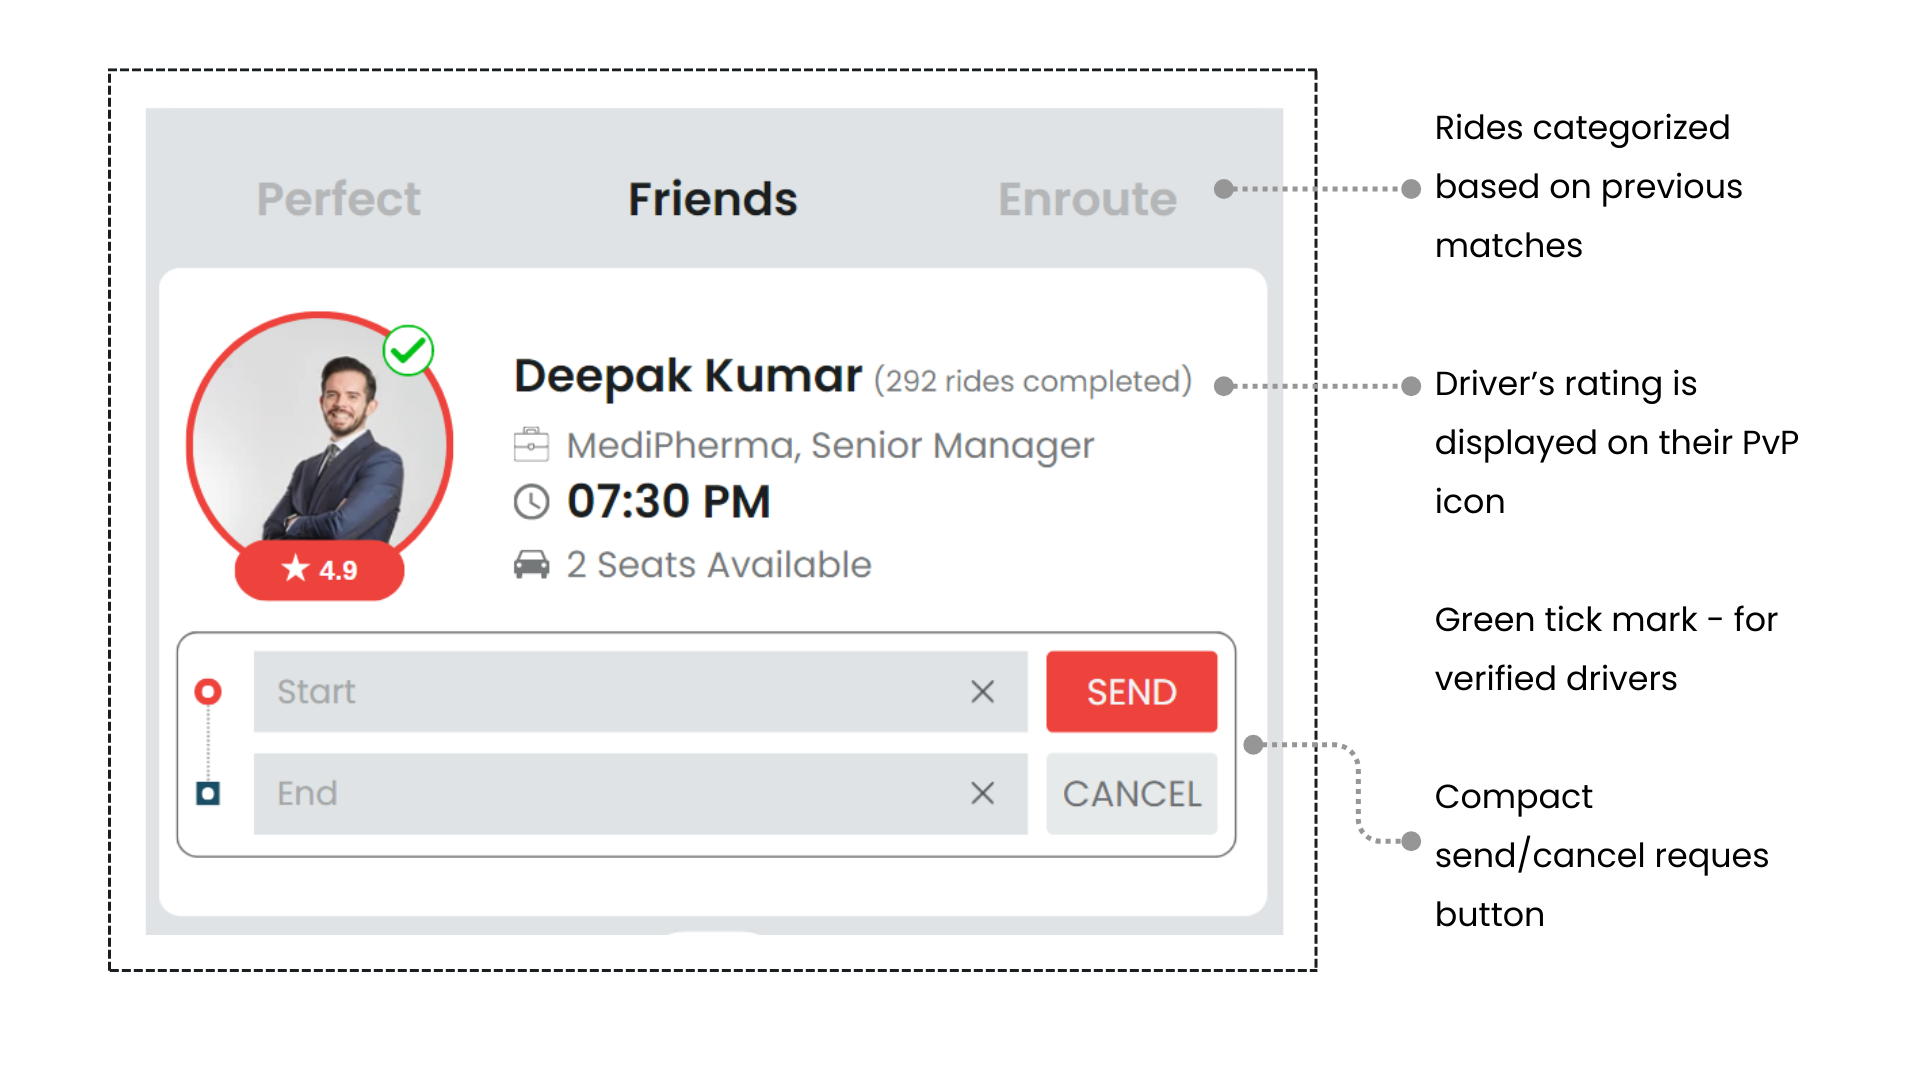 Perfect Friends Enroute
Deepak Kumar (292 rides completed)
MediPherma, Senior Manager
07:30 PM
2 Seats Available
★ 4.9
Start
SEND
End
CANCEL
Rides categorized
based on previous
matches
Driver’s rating is
displayed on their PvP
icon
Green tick mark - for
verified drivers
Compact
send/cancel reques
button